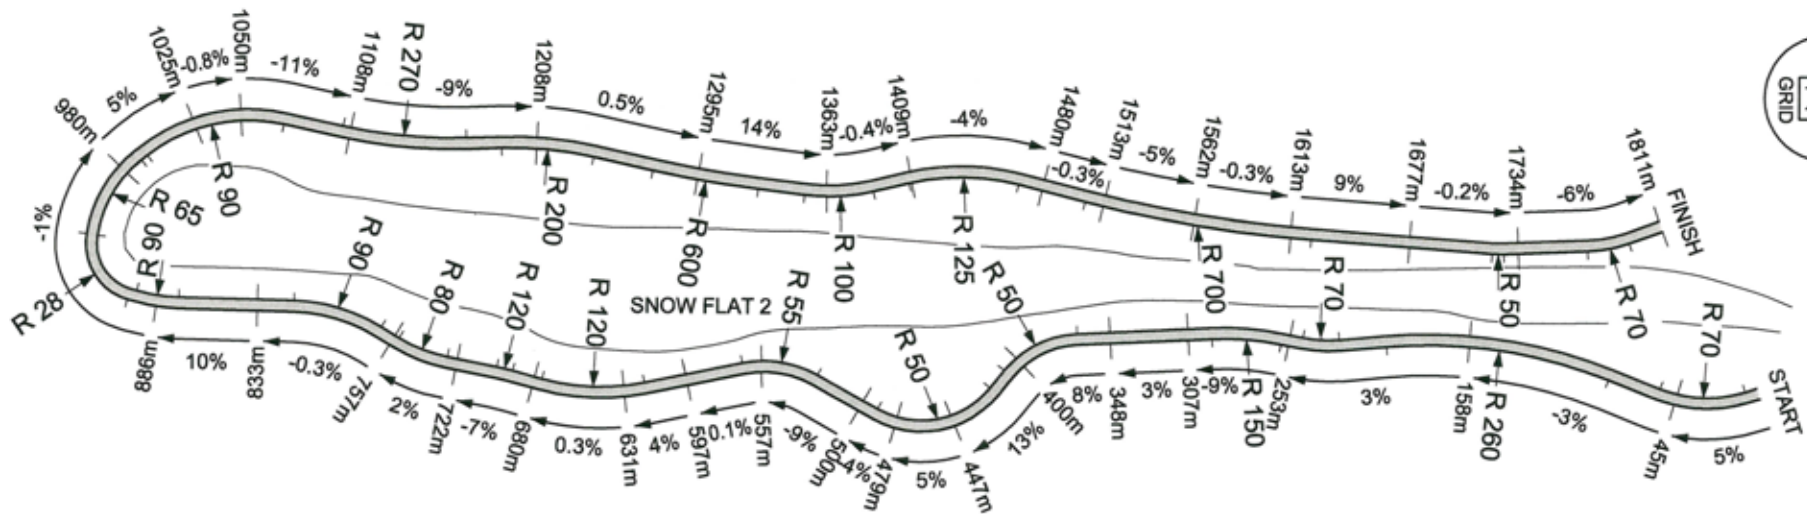 1025m
-0.8%
1050m
-11%
1108m
R 270
-9%
1208m
0.5%
1295m
14%
1363m
-0.4%
1409m
-4%
1480m
-0.3%
1513m
-5%
1562m
-0.3%
1613m
9%
1677m
-0.2%
1734m
-6%
1811m
FINISH
GRID
980m
5%
R 90
R 65
R 200
R 600
R 100
R 125
R 700
R 50
R 70
-1%
R 28
R 90
R 90
R 80
R 120
R 120
SNOW FLAT 2
R 55
R 50
R 50
R 70
R 150
R 260
R 70
START
886m
10%
833m
-0.3%
757m
2%
722m
-7%
680m
0.3%
631m
4%
597m
0.1%
557m
-9%
500m
-4%
479m
5%
447m
13%
400m
8%
348m
3%
307m
-9%
253m
3%
158m
-3%
45m
5%